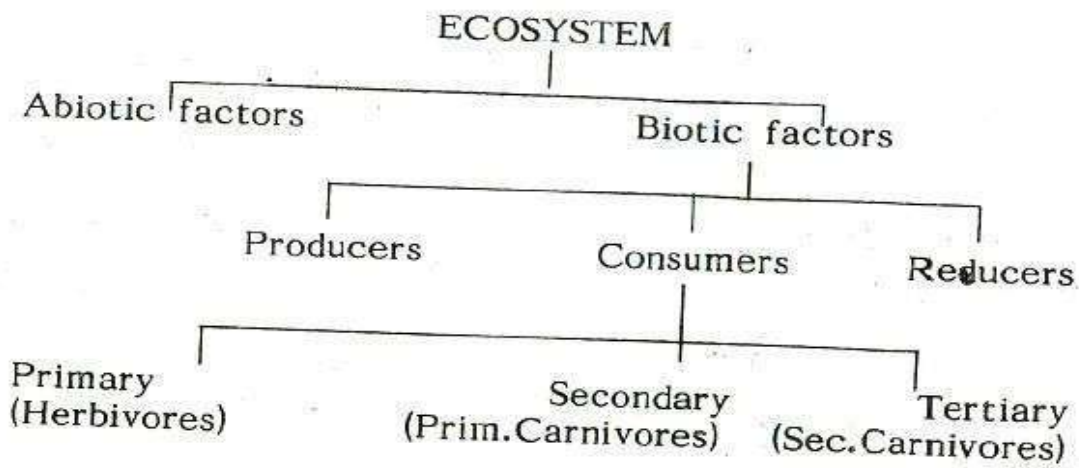 ECOSYSTEM
Abiotic factors
Biotic factors
Producers
Consumers
Reducers
Primary
(Herbivores)
Secondary
(Prim.Carnivores)
Tertiary
(Sec.Carnivores)